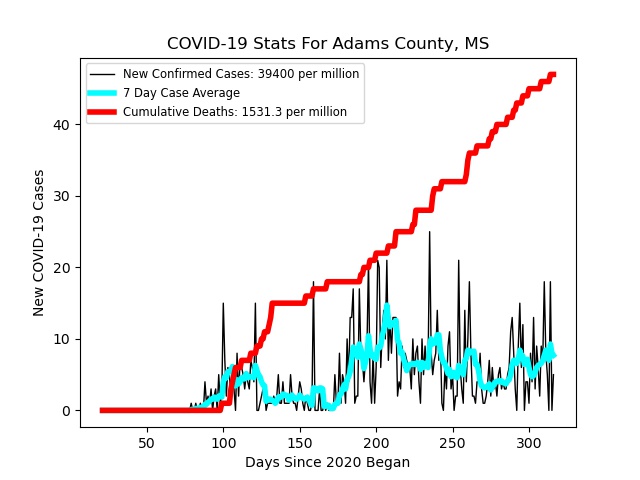 COVID-19 Stats For Adams County, MS
New Confirmed Cases: 39400 per million
7 Day Case Average
Cumulative Deaths: 1531.3 per million
New COVID-19 Cases
40
30
20
10
0
50 100 150 200 250 300
Days Since 2020 Began